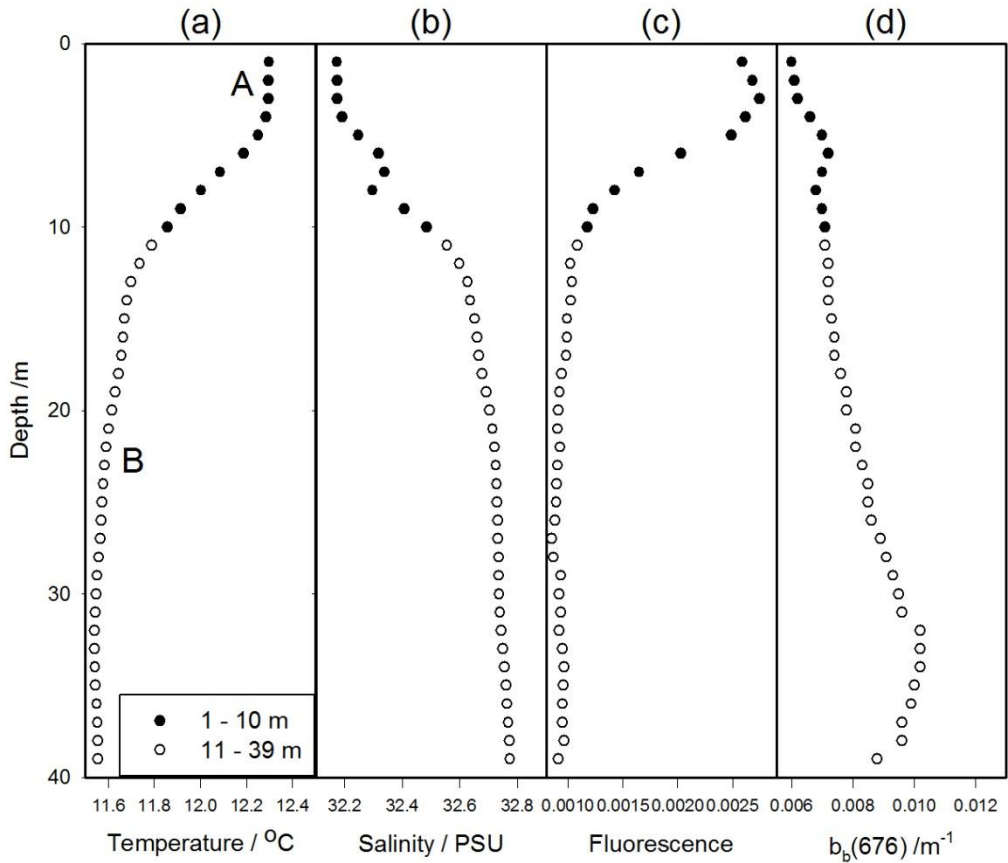 (a) (b) (c) (d)
0
A
10
20
B
30
40
Depth /m
1 - 10 m
11 - 39 m
11.6 11.8 12.0 12.2 12.4
32.2 32.4 32.6 32.8
0.0010 0.0015 0.0020 0.0025
0.006 0.008 0.010 0.012
Temperature / ºC
Salinity / PSU
Fluorescence
b_b(676) /m⁻¹